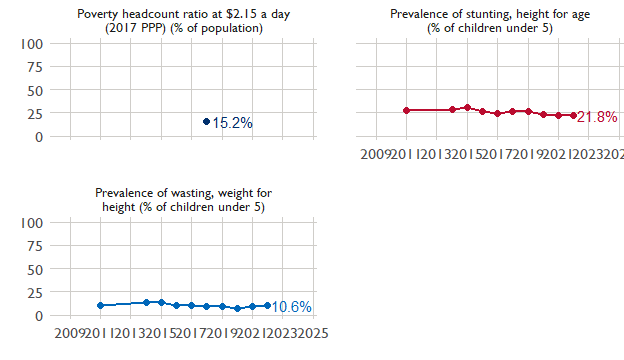 Poverty headcount ratio at $2.15 a day
(2017 PPP) (% of population)
100
75
50
25
0
15.2%
Prevalence of stunting, height for age
(% of children under 5)
21.8%
20092011201320152017201920212023202
Prevalence of wasting, weight for
height (% of children under 5)
100
75
50
25
0
10.6%
200920112013201520172019202120232025